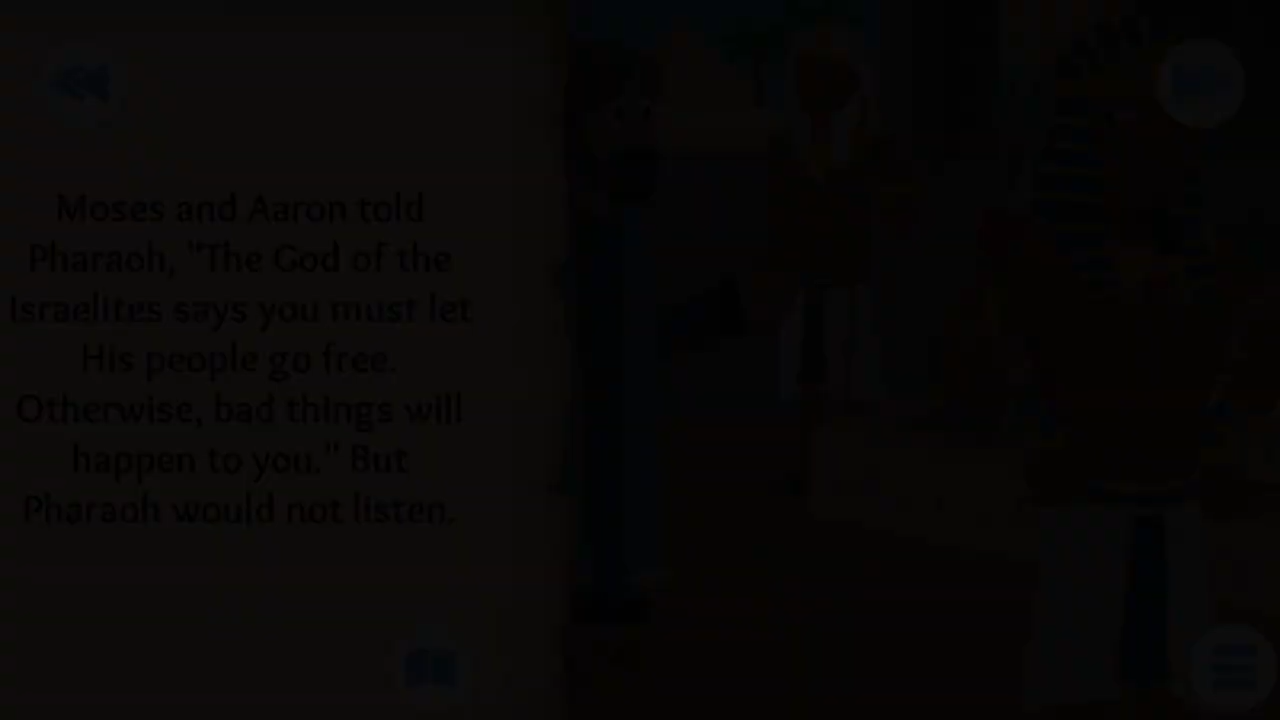 Moses and Aaron told
Pharaoh, "The God of the
Israelites says you must let
His people go free.
Otherwise, bad things will
happen to you." But
Pharaoh would not listen.